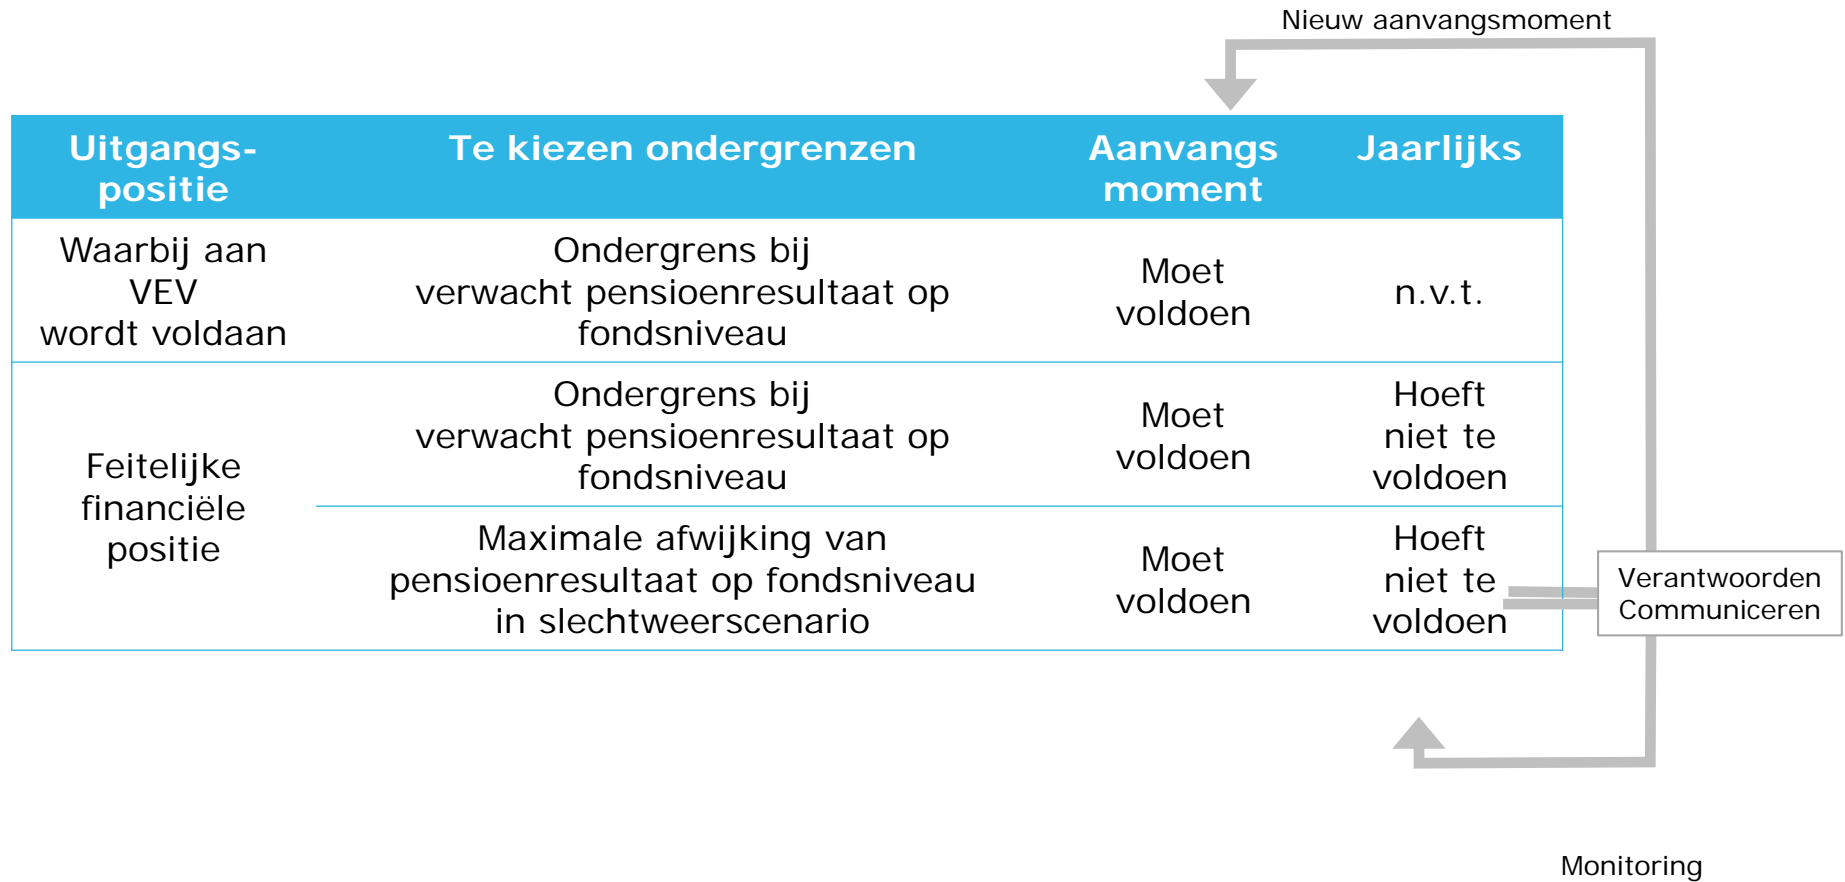 Nieuw aanvangsmoment
Uitgangs-
positie
Te kiezen ondergrenzen
Aanvangs
moment
Jaarlijks
Waarbij aan
VEV
wordt voldaan
Ondergrens bij
verwacht pensioenresultaat op
fondsniveau
Moet
voldoen
n.v.t.
Feitelijke
financiële
positie
Ondergrens bij
verwacht pensioenresultaat op
fondsniveau
Moet
voldoen
Hoeft
niet te
voldoen
Maximale afwijking van
pensioenresultaat op fondsniveau
in slechtweerscenario
Moet
voldoen
Hoeft
niet te
voldoen
Verantwoorden
Communiceren
Monitoring